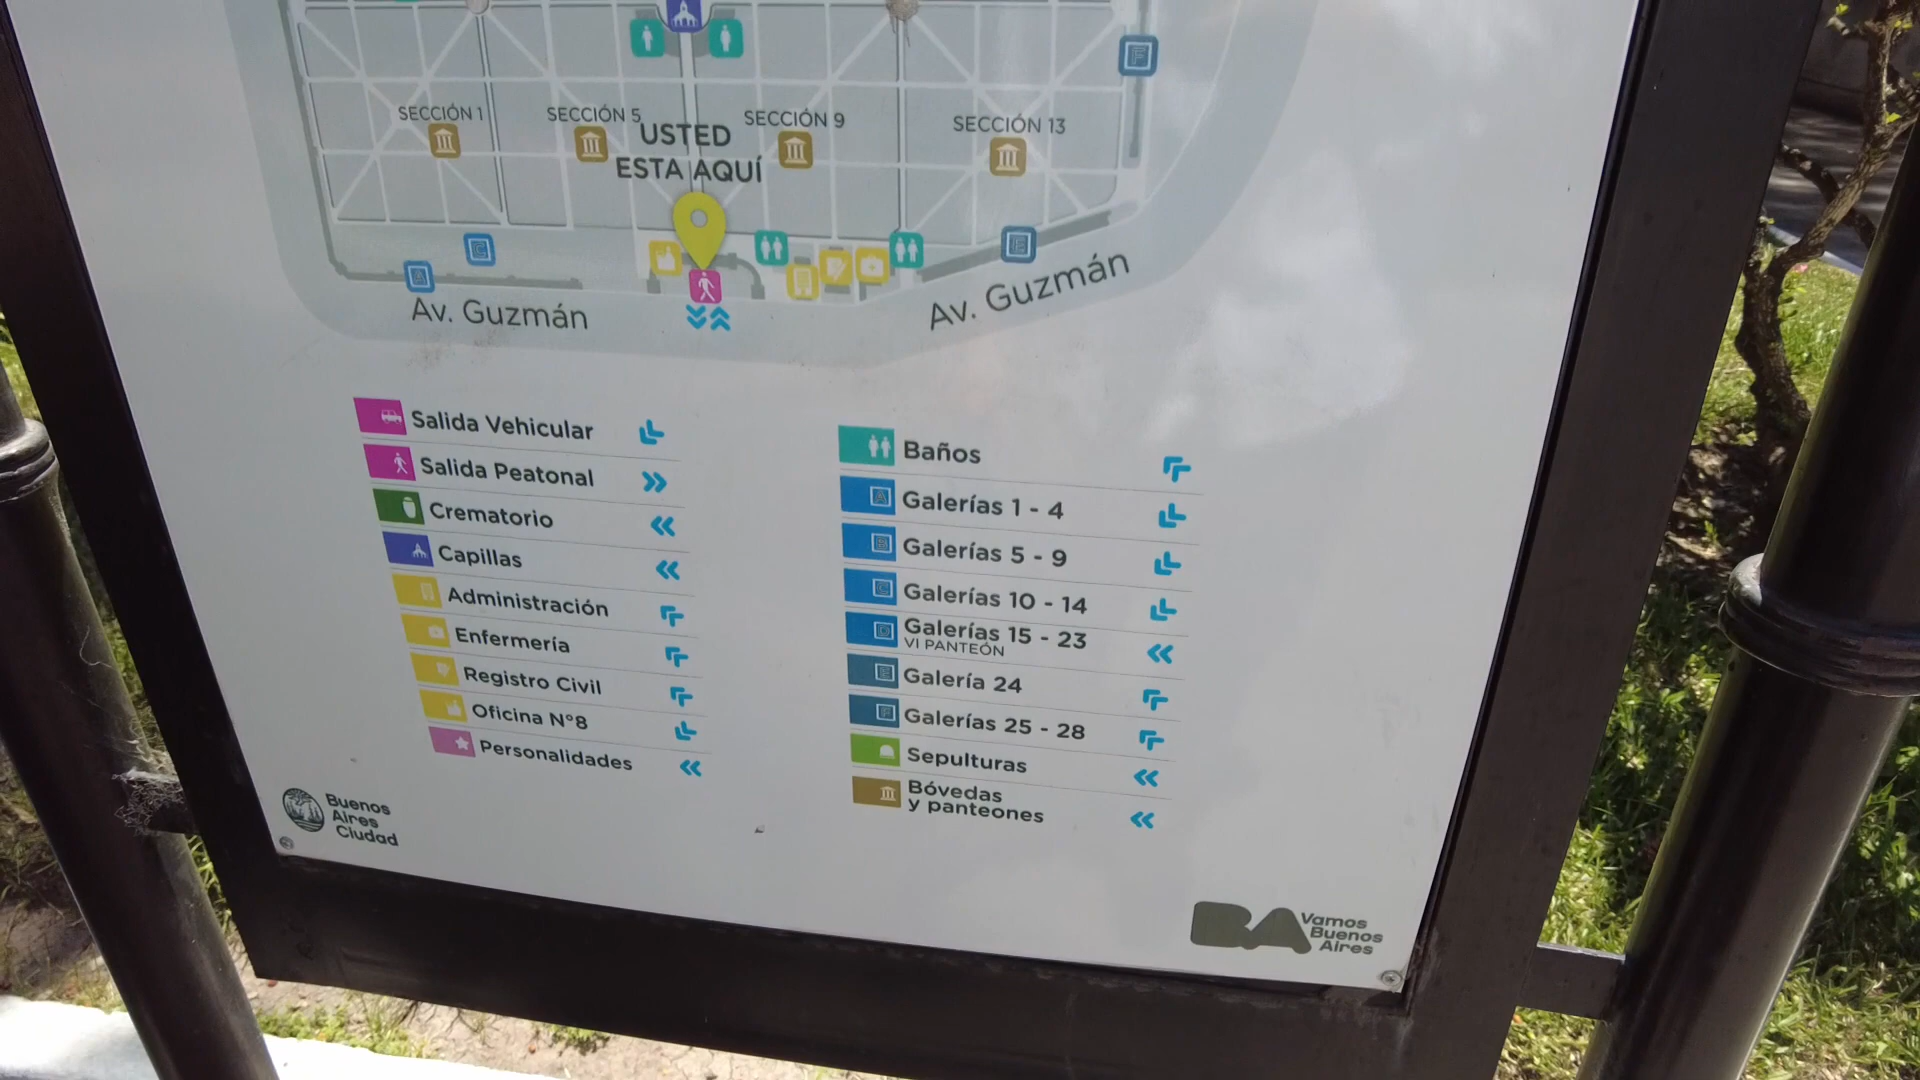 SECCIÓN 1
SECCIÓN 5
SECCIÓN 9
SECCIÓN 13
USTED
ESTA AQUÍ
F
C
E
Av. Guzmán
Av. Guzmán
Salida Vehicular
Salida Peatonal
Crematorio
Capillas
Administración
Enfermería
Registro Civil
Oficina N°8
Personalidades
Baños
A Galerías 1 - 4
B Galerías 5 - 9
C Galerías 10 - 14
D Galerías 15 - 23
VI PANTEÓN
E Galería 24
F Galerías 25 - 28
Sepulturas
Bóvedas
y panteones
Buenos
Aires
Ciudad
BA
Vamos
Buenos
Aires